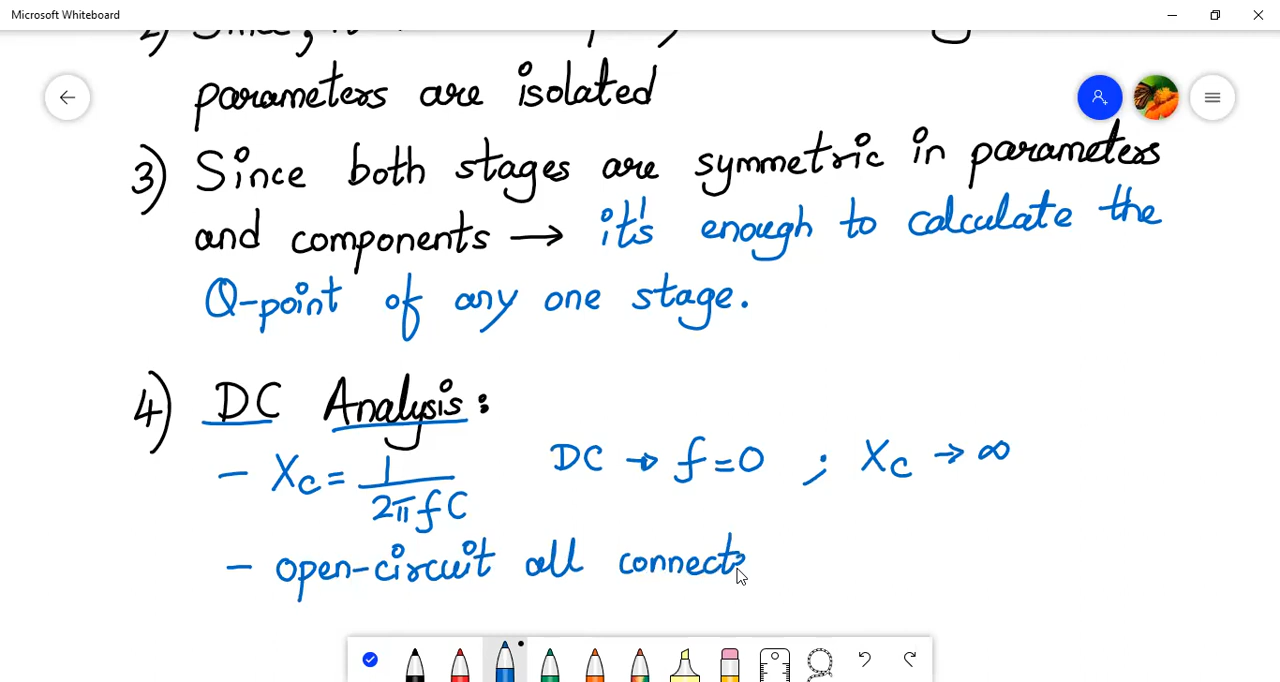 Microsoft Whiteboard
parameters are isolated
3) Since both stages are symmetric in parameters
and components → it's enough to calculate the
Q-point of any one stage.
4) DC Analysis:
- Xc = 1/2πfC DC → f=0 ; Xc → ∞
- open-circuit all connect